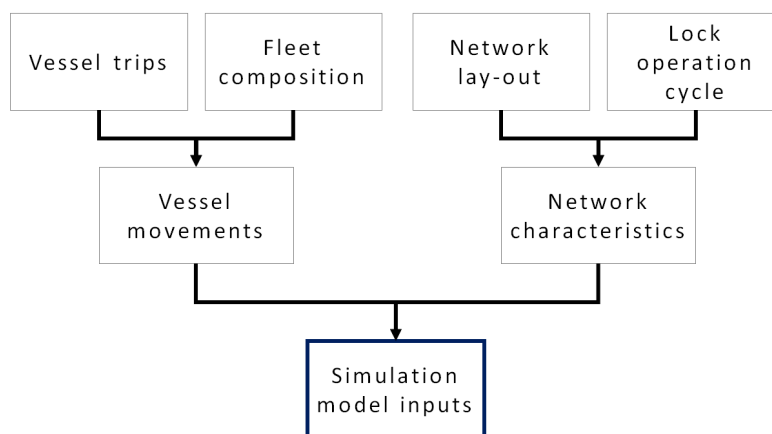 Vessel trips
Fleet
composition
Network
lay-out
Lock
operation
cycle
Vessel
movements
Network
characteristics
Simulation
model inputs